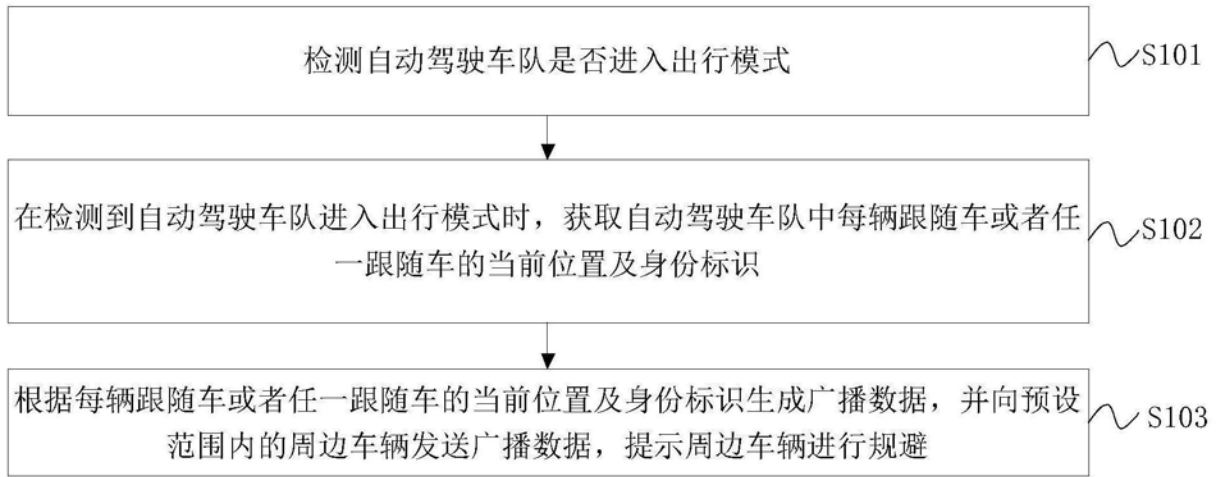 检测自动驾驶车队是否进入出行模式
S101
在检测到自动驾驶车队进入出行模式时，获取自动驾驶车队中每辆跟随车或者任
一跟随车的当前位置及身份标识
S102
根据每辆跟随车或者任一跟随车的当前位置及身份标识生成广播数据，并向预设
范围内的周边车辆发送广播数据，提示周边车辆进行规避
S103